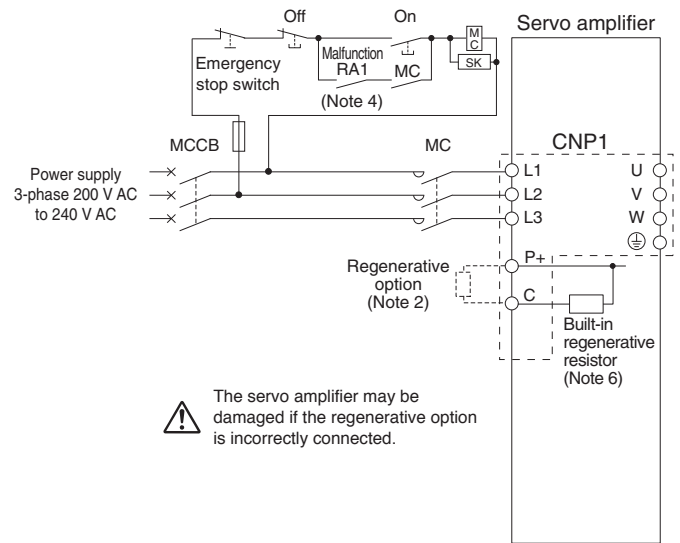 Off
On
Servo amplifier
Emergency
stop switch
Malfunction
RA1
MC
(Note 4)
M
C
SK
MCCB
MC
CNP1
Power supply
3-phase 200 V AC
to 240 V AC
L1
L2
L3
U
V
W
P+
C
Regenerative
option
(Note 2)
Built-in
regenerative
resistor
(Note 6)
The servo amplifier may be
damaged if the regenerative option
is incorrectly connected.